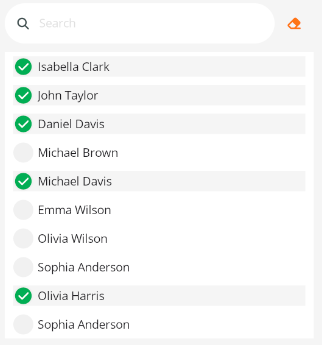 Search
Isabella Clark
John Taylor
Daniel Davis
Michael Brown
Michael Davis
Emma Wilson
Olivia Wilson
Sophia Anderson
Olivia Harris
Sophia Anderson